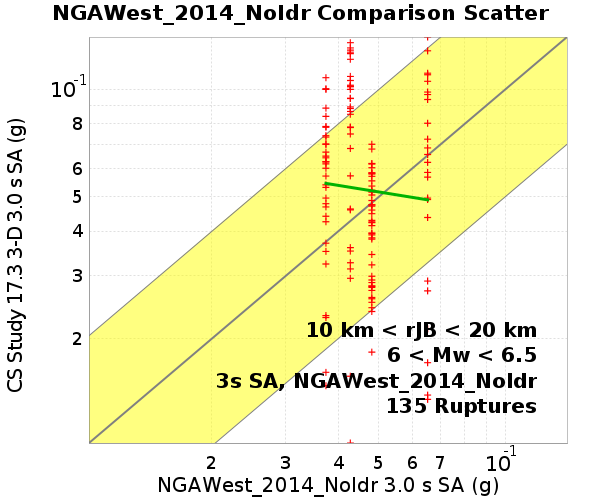 NGAWest_2014_NoIdr Comparison Scatter
CS Study 17.3 3-D 3.0 s SA (g)
10⁻¹
8
6
5
4
3
2
10 km < rJB < 20 km
6 < Mw < 6.5
3s SA, NGAWest_2014_NoIdr
135 Ruptures
2 3 4 5 6 7 10⁻¹
NGAWest_2014_NoIdr 3.0 s SA (g)